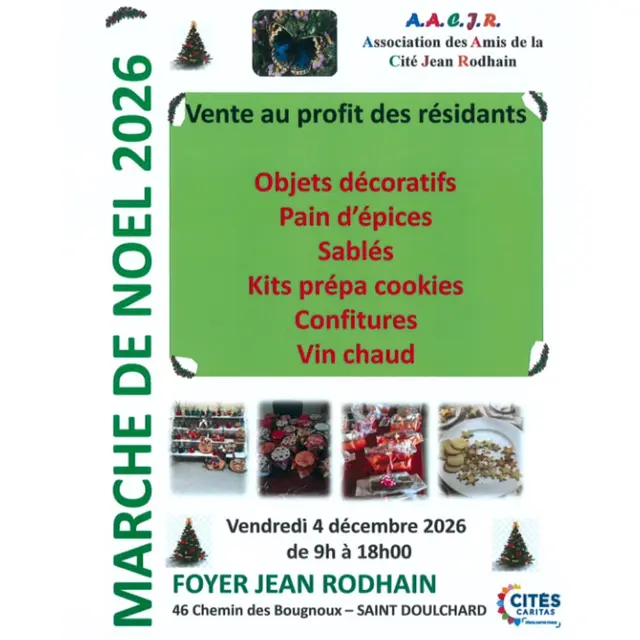 MARCHE DE NOEL 2026
A.A.C.J.R.
Association des Amis de la
Cité Jean Rodhain
Vente au profit des résidants
Objets décoratifs
Pain d'épices
Sablés
Kits prépa cookies
Confitures
Vin chaud
Vendredi 4 décembre 2026
de 9h à 18h00
FOYER JEAN RODHAIN
46 Chemin des Bougnoux – SAINT DOULCHARD
CITÉS
CARITAS